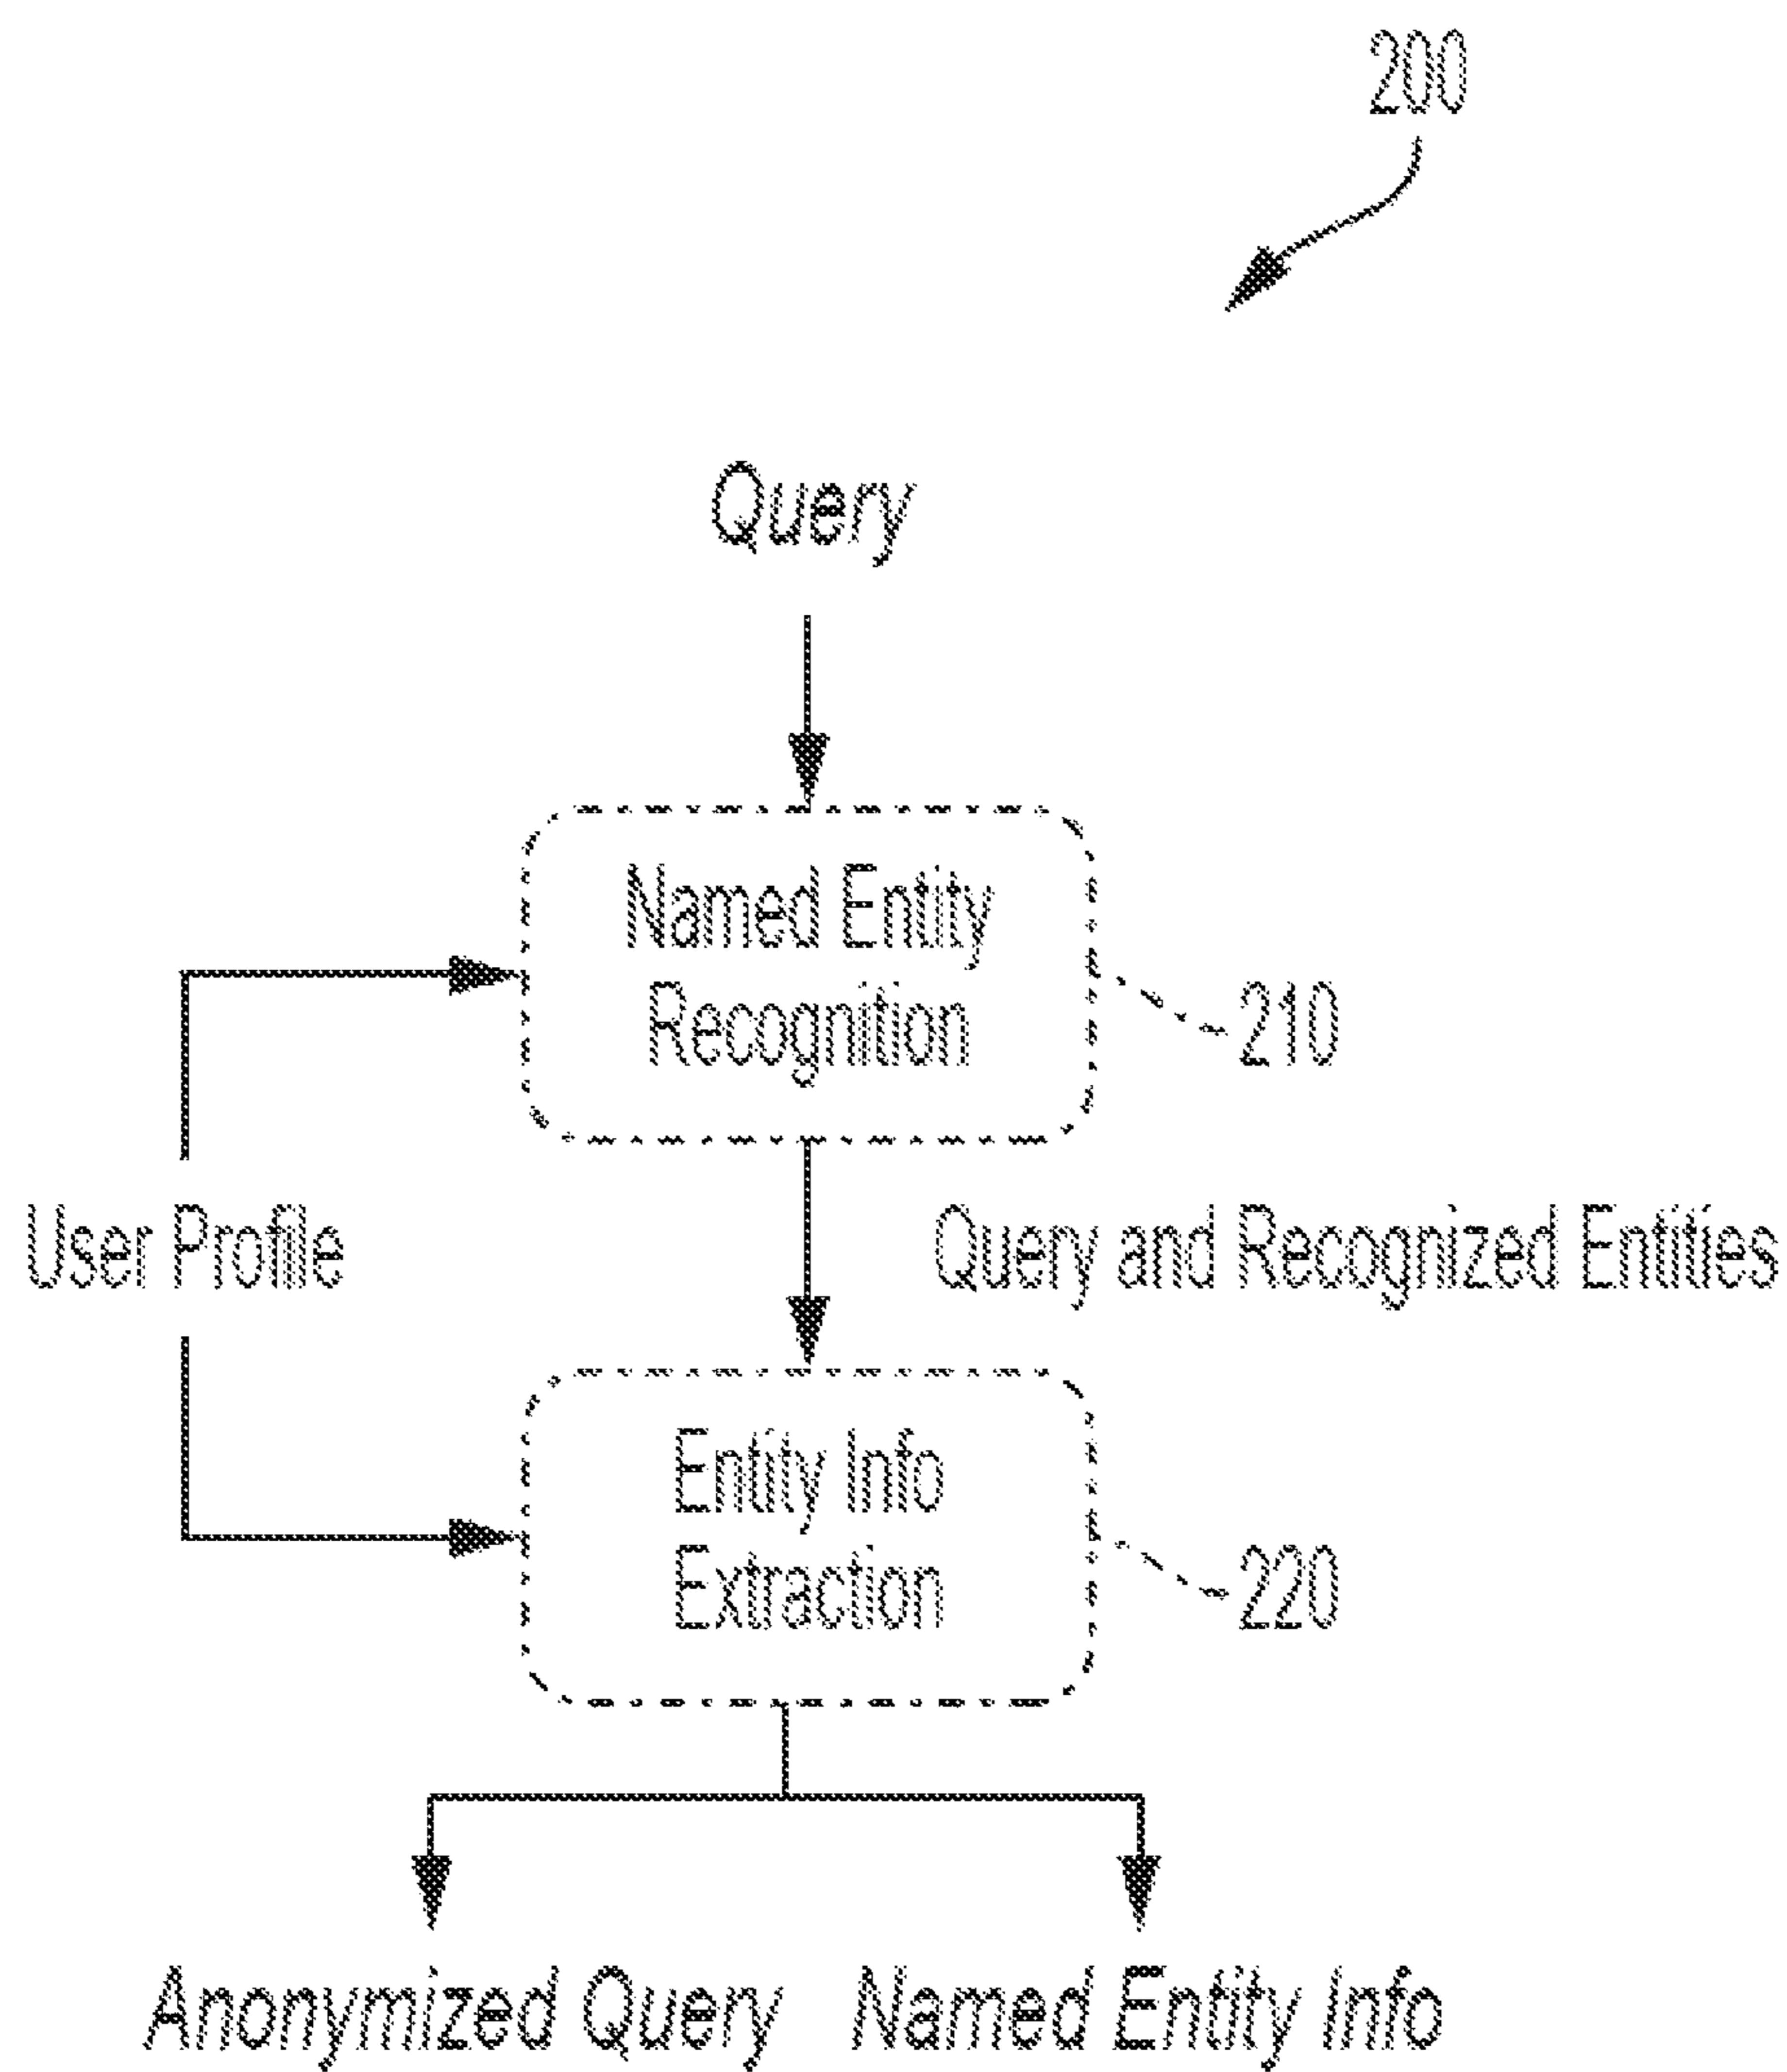 200
Query
Named Entity
Recognition
210
User Profile
Query and Recognized Entities
Entity Info
Extraction
220
Anonymized Query
Named Entity Info